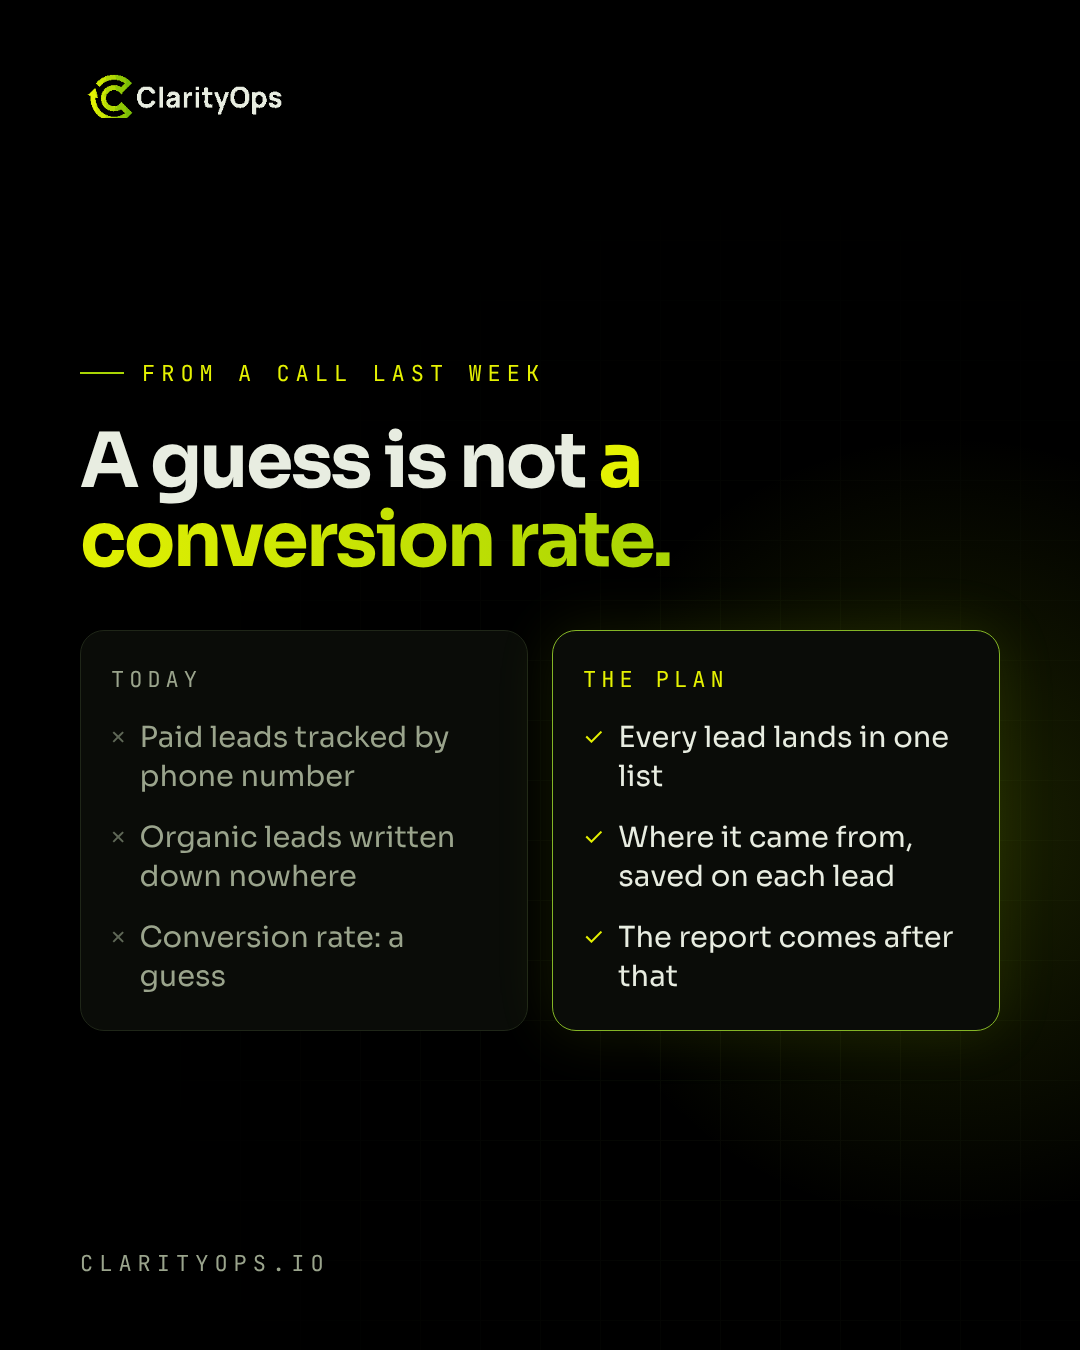 ClarityOps
FROM A CALL LAST WEEK
A guess is not a
conversion rate.
TODAY
× Paid leads tracked by
phone number
× Organic leads written
down nowhere
× Conversion rate: a
guess
THE PLAN
✓ Every lead lands in one
list
✓ Where it came from,
saved on each lead
✓ The report comes after
that
CLARITYOPS.IO